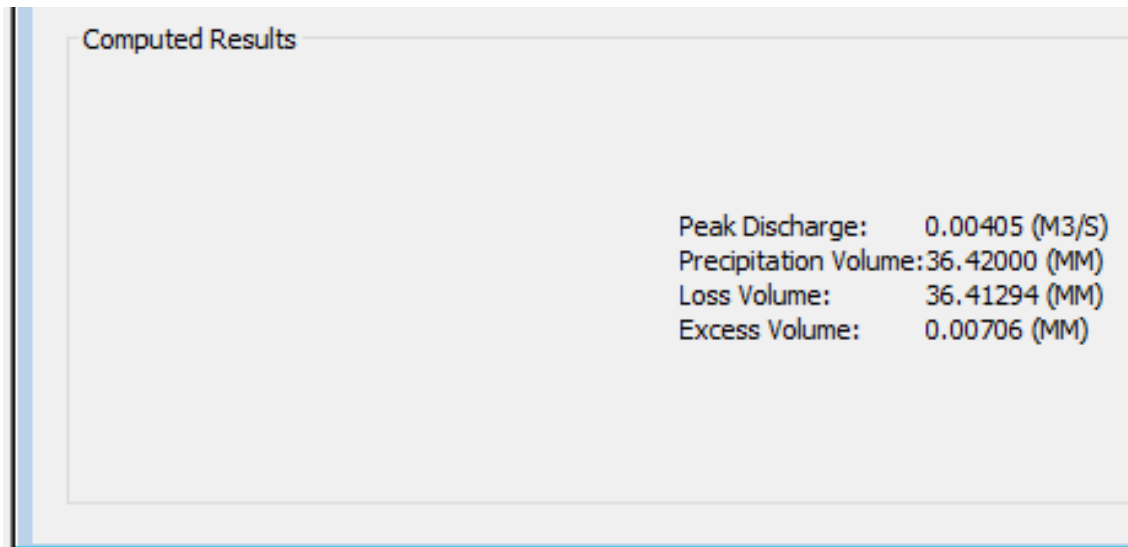 Computed Results
Peak Discharge: 0.00405 (M3/S)
Precipitation Volume:36.42000 (MM)
Loss Volume: 36.41294 (MM)
Excess Volume: 0.00706 (MM)